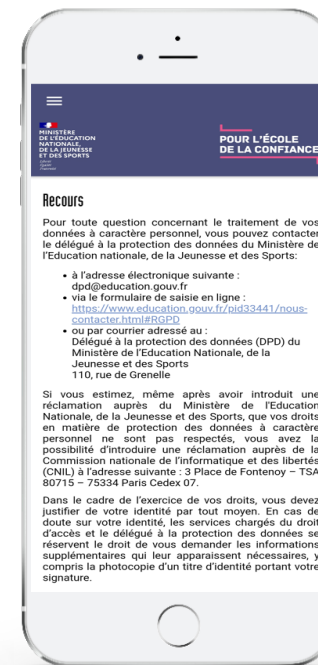 MINISTÈRE
DE L'ÉDUCATION
NATIONALE,
DE LA JEUNESSE
ET DES SPORTS
POUR L'ÉCOLE
DE LA CONFIANCE
Recours
Pour toute question concernant le traitement de vos
données à caractère personnel, vous pouvez contacter
le délégué à la protection des données du Ministère de
l'Education nationale, de la Jeunesse et des Sports:
• à l'adresse électronique suivante :
dpd@education.gouv.fr
• via le formulaire de saisie en ligne :
https://www.education.gouv.fr/pid33441/nous-
contacter.html#RGPD
• ou par courrier adressé au :
Délégué à la protection des données (DPD) du
Ministère de l'Education Nationale, de la
Jeunesse et des Sports
110, rue de Grenelle
Si vous estimez, même après avoir introduit une
réclamation auprès du Ministère de l'Education
Nationale, de la Jeunesse et des Sports, que vos droits
en matière de protection des données à caractère
personnel ne sont pas respectés, vous avez la
possibilité d'introduire une réclamation auprès de la
Commission nationale de l'informatique et des libertés
(CNIL) à l'adresse suivante : 3 Place de Fontenoy – TSA
80715 – 75334 Paris Cedex 07.
Dans le cadre de l'exercice de vos droits, vous devez
justifier de votre identité par tout moyen. En cas de
doute sur votre identité, les services chargés du droit
d'accès et le délégué à la protection des données se
réservent le droit de vous demander les informations
supplémentaires qui leur apparaissent nécessaires, y
compris la photocopie d'un titre d'identité portant votre
signature.